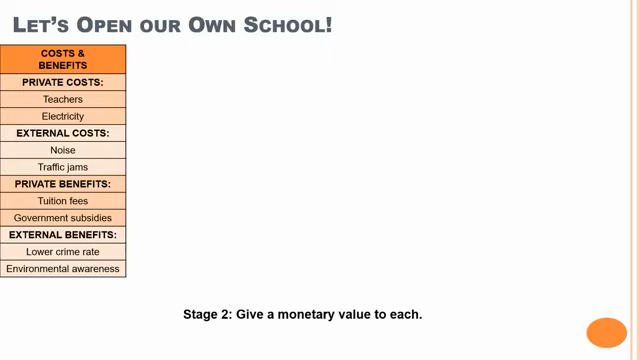 LET'S OPEN OUR OWN SCHOOL!
COSTS &
BENEFITS
PRIVATE COSTS:
Teachers
Electricity
EXTERNAL COSTS:
Noise
Traffic jams
PRIVATE BENEFITS:
Tuition fees
Government subsidies
EXTERNAL BENEFITS:
Lower crime rate
Environmental awareness
Stage 2: Give a monetary value to each.